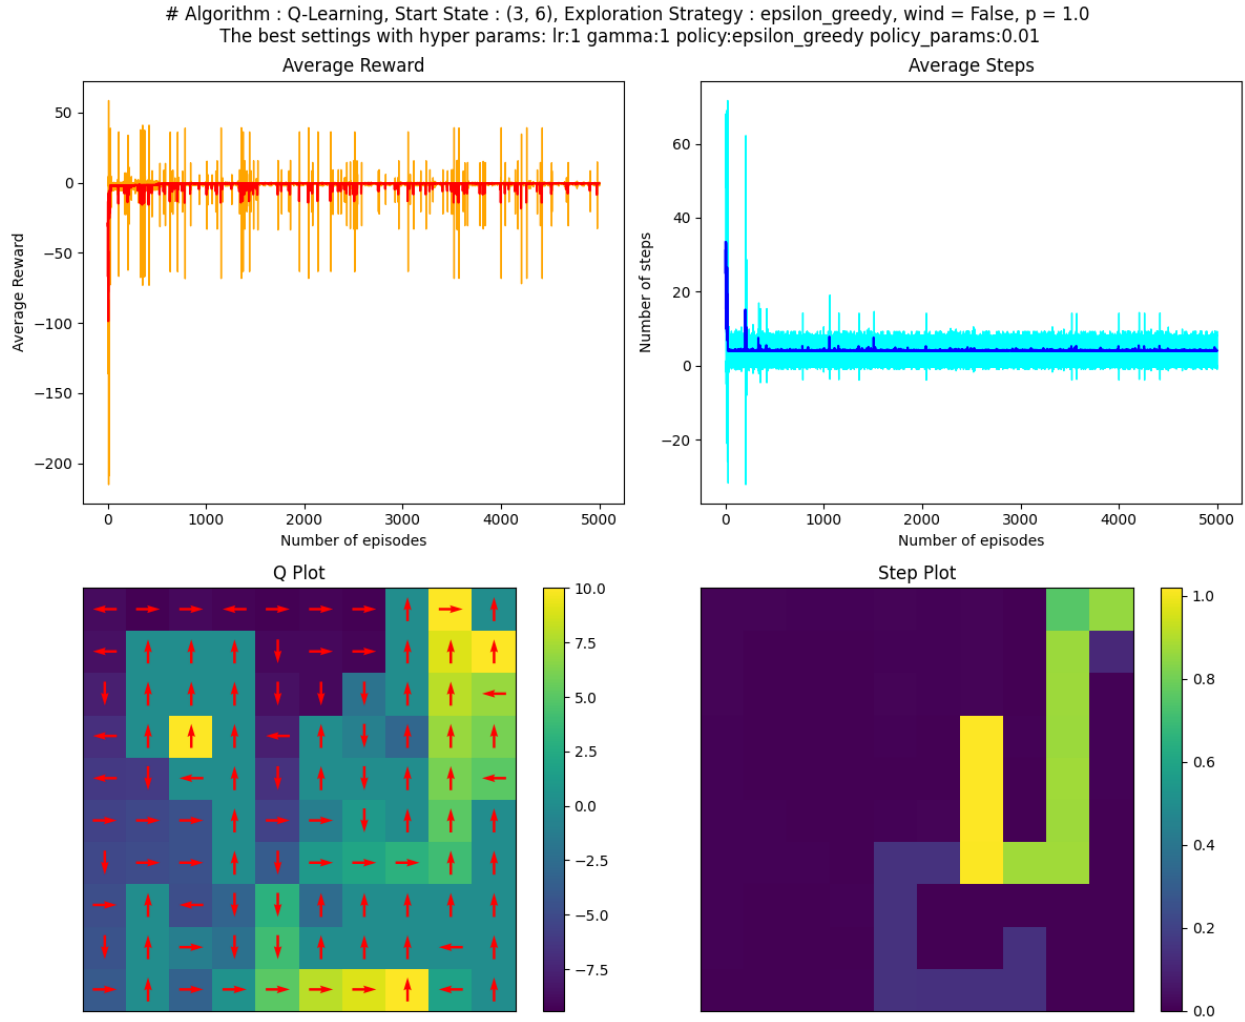 # Algorithm : Q-Learning, Start State : (3, 6), Exploration Strategy : epsilon_greedy, wind = False, p = 1.0
The best settings with hyper params: lr:1 gamma:1 policy:epsilon_greedy policy_params:0.01
Average Reward
50
0
−50
−100
−150
−200
Average Reward
0 1000 2000 3000 4000 5000
Number of episodes
Average Steps
60
40
20
0
−20
Number of steps
0 1000 2000 3000 4000 5000
Number of episodes
Q Plot
10.0
7.5
5.0
2.5
0.0
−2.5
−5.0
−7.5
Step Plot
1.0
0.8
0.6
0.4
0.2
0.0